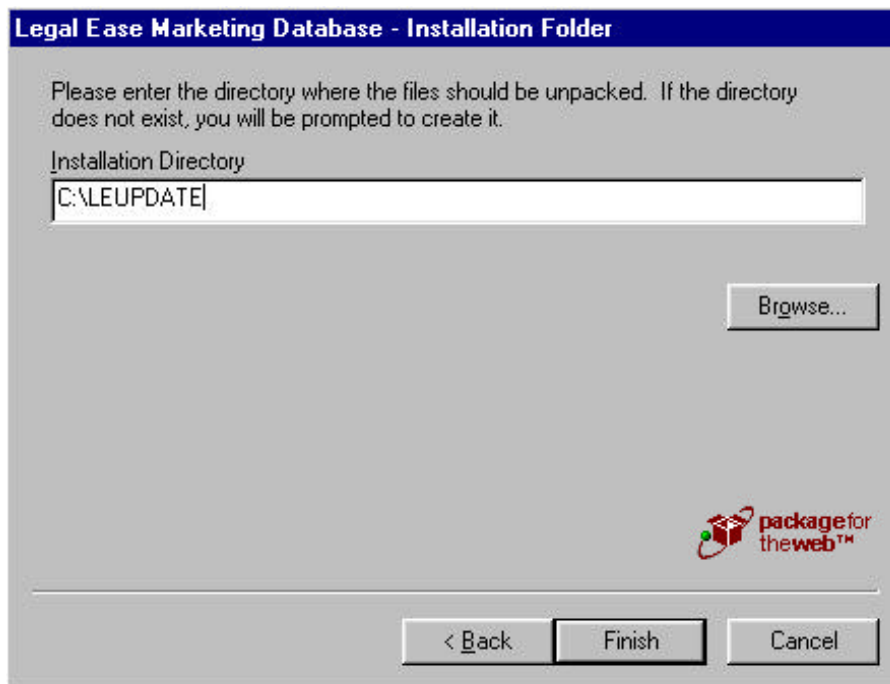 Legal Ease Marketing Database - Installation Folder
Please enter the directory where the files should be unpacked. If the directory
does not exist, you will be prompted to create it.
Installation Directory
C:\LEUPDATE
Browse...
packagefor
theweb™
< Back Finish Cancel